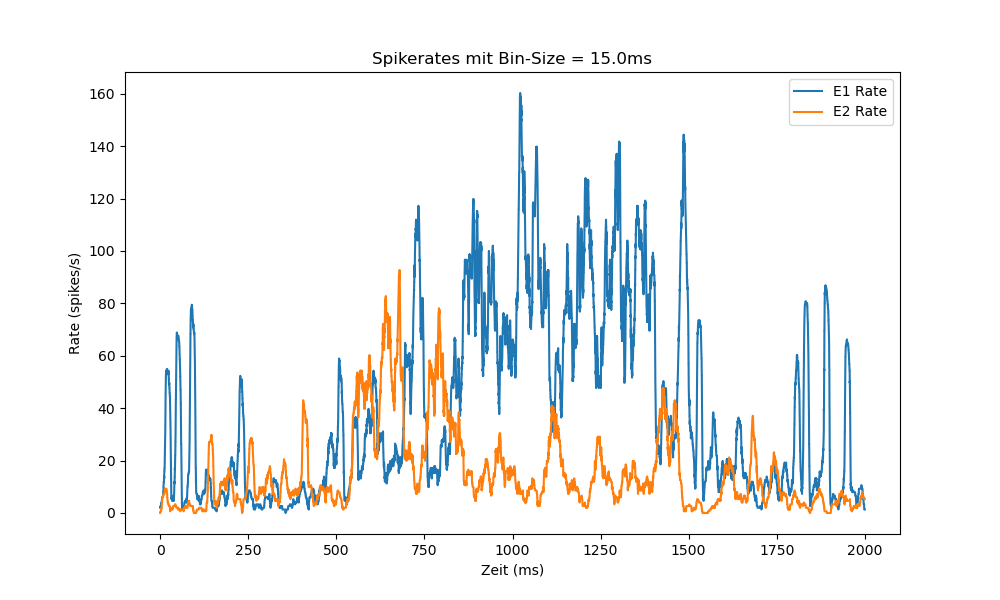 Spikerates mit Bin-Size = 15.0ms
E1 Rate
E2 Rate
160
140
120
100
80
60
40
20
0
Rate (spikes/s)
0 250 500 750 1000 1250 1500 1750 2000
Zeit (ms)